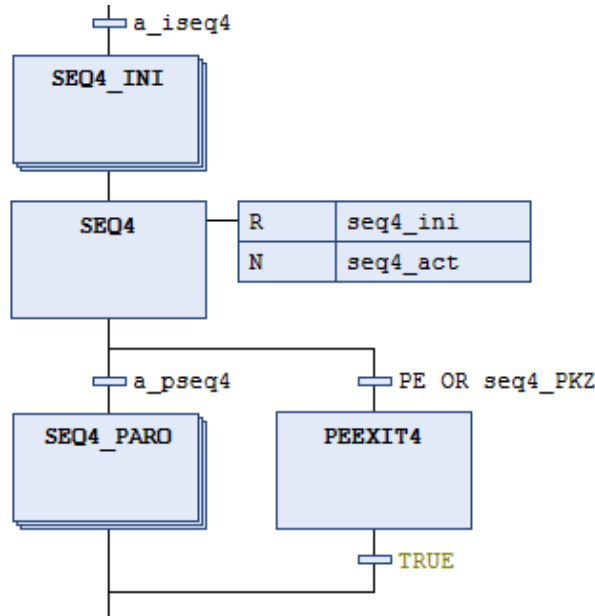 a_iseq4
SEQ4_INI
SEQ4
R seq4_ini
N seq4_act
a_pseq4
PE OR seq4_PKZ
SEQ4_PARO
PEEXIT4
TRUE